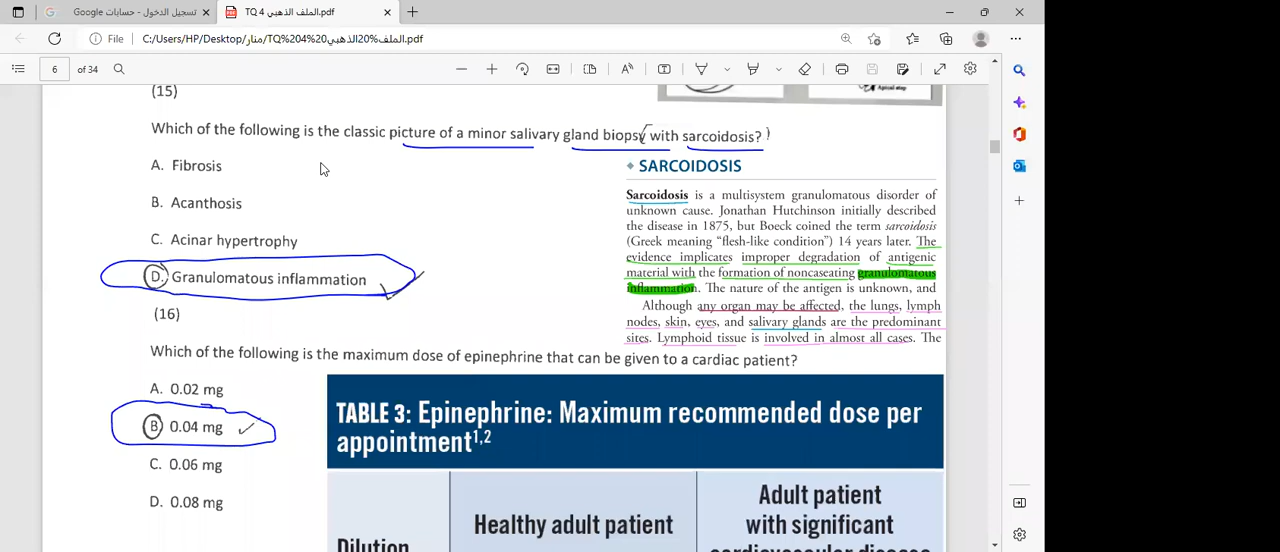 تسجيل الدخول - حسابات Google
TQ 4 الملف الذهبي.pdf
File
C:/Users/HP/Desktop/منار/TQ%204%20الملف%20الذهبي.pdf
6
of 34
(15)
Apical stop
Which of the following is the classic picture of a minor salivary gland biopsy with sarcoidosis?
A. Fibrosis
B. Acanthosis
C. Acinar hypertrophy
D. Granulomatous inflammation
SARCOIDOSIS
Sarcoidosis is a multisystem granulomatous disorder of
unknown cause. Jonathan Hutchinson initially described
the disease in 1875, but Boeck coined the term sarcoidosis
(Greek meaning “flesh-like condition”) 14 years later. The
evidence implicates improper degradation of antigenic
material with the formation of noncaseating granulomatous
inflammation. The nature of the antigen is unknown, and
Although any organ may be affected, the lungs, lymph
nodes, skin, eyes, and salivary glands are the predominant
sites. Lymphoid tissue is involved in almost all cases. The
(16)
Which of the following is the maximum dose of epinephrine that can be given to a cardiac patient?
A. 0.02 mg
B 0.04 mg
C. 0.06 mg
D. 0.08 mg
TABLE 3: Epinephrine: Maximum recommended dose per
appointment1,2
Dilution
Healthy adult patient
Adult patient
with significant
cardiovascular disease